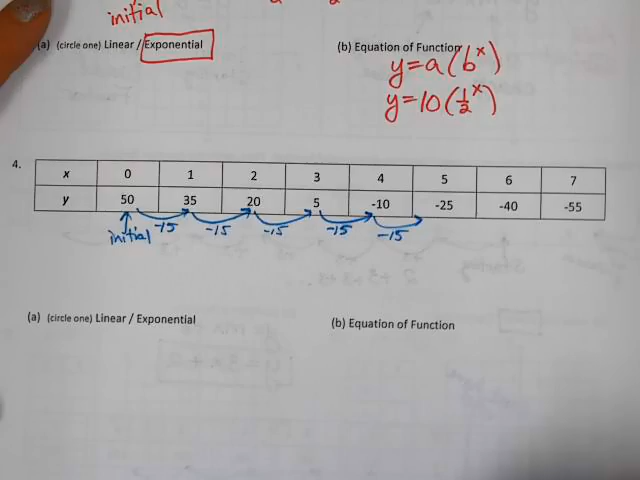 initial
(a) (circle one) Linear / Exponential
(b) Equation of Function
y=a(b^x)
y=10(1/2^x)
4.
x 0 1 2 3 4 5 6 7
y 50 35 20 5 -10 -25 -40 -55
initial -15 -15 -15 -15 -15
(a) (circle one) Linear / Exponential
(b) Equation of Function